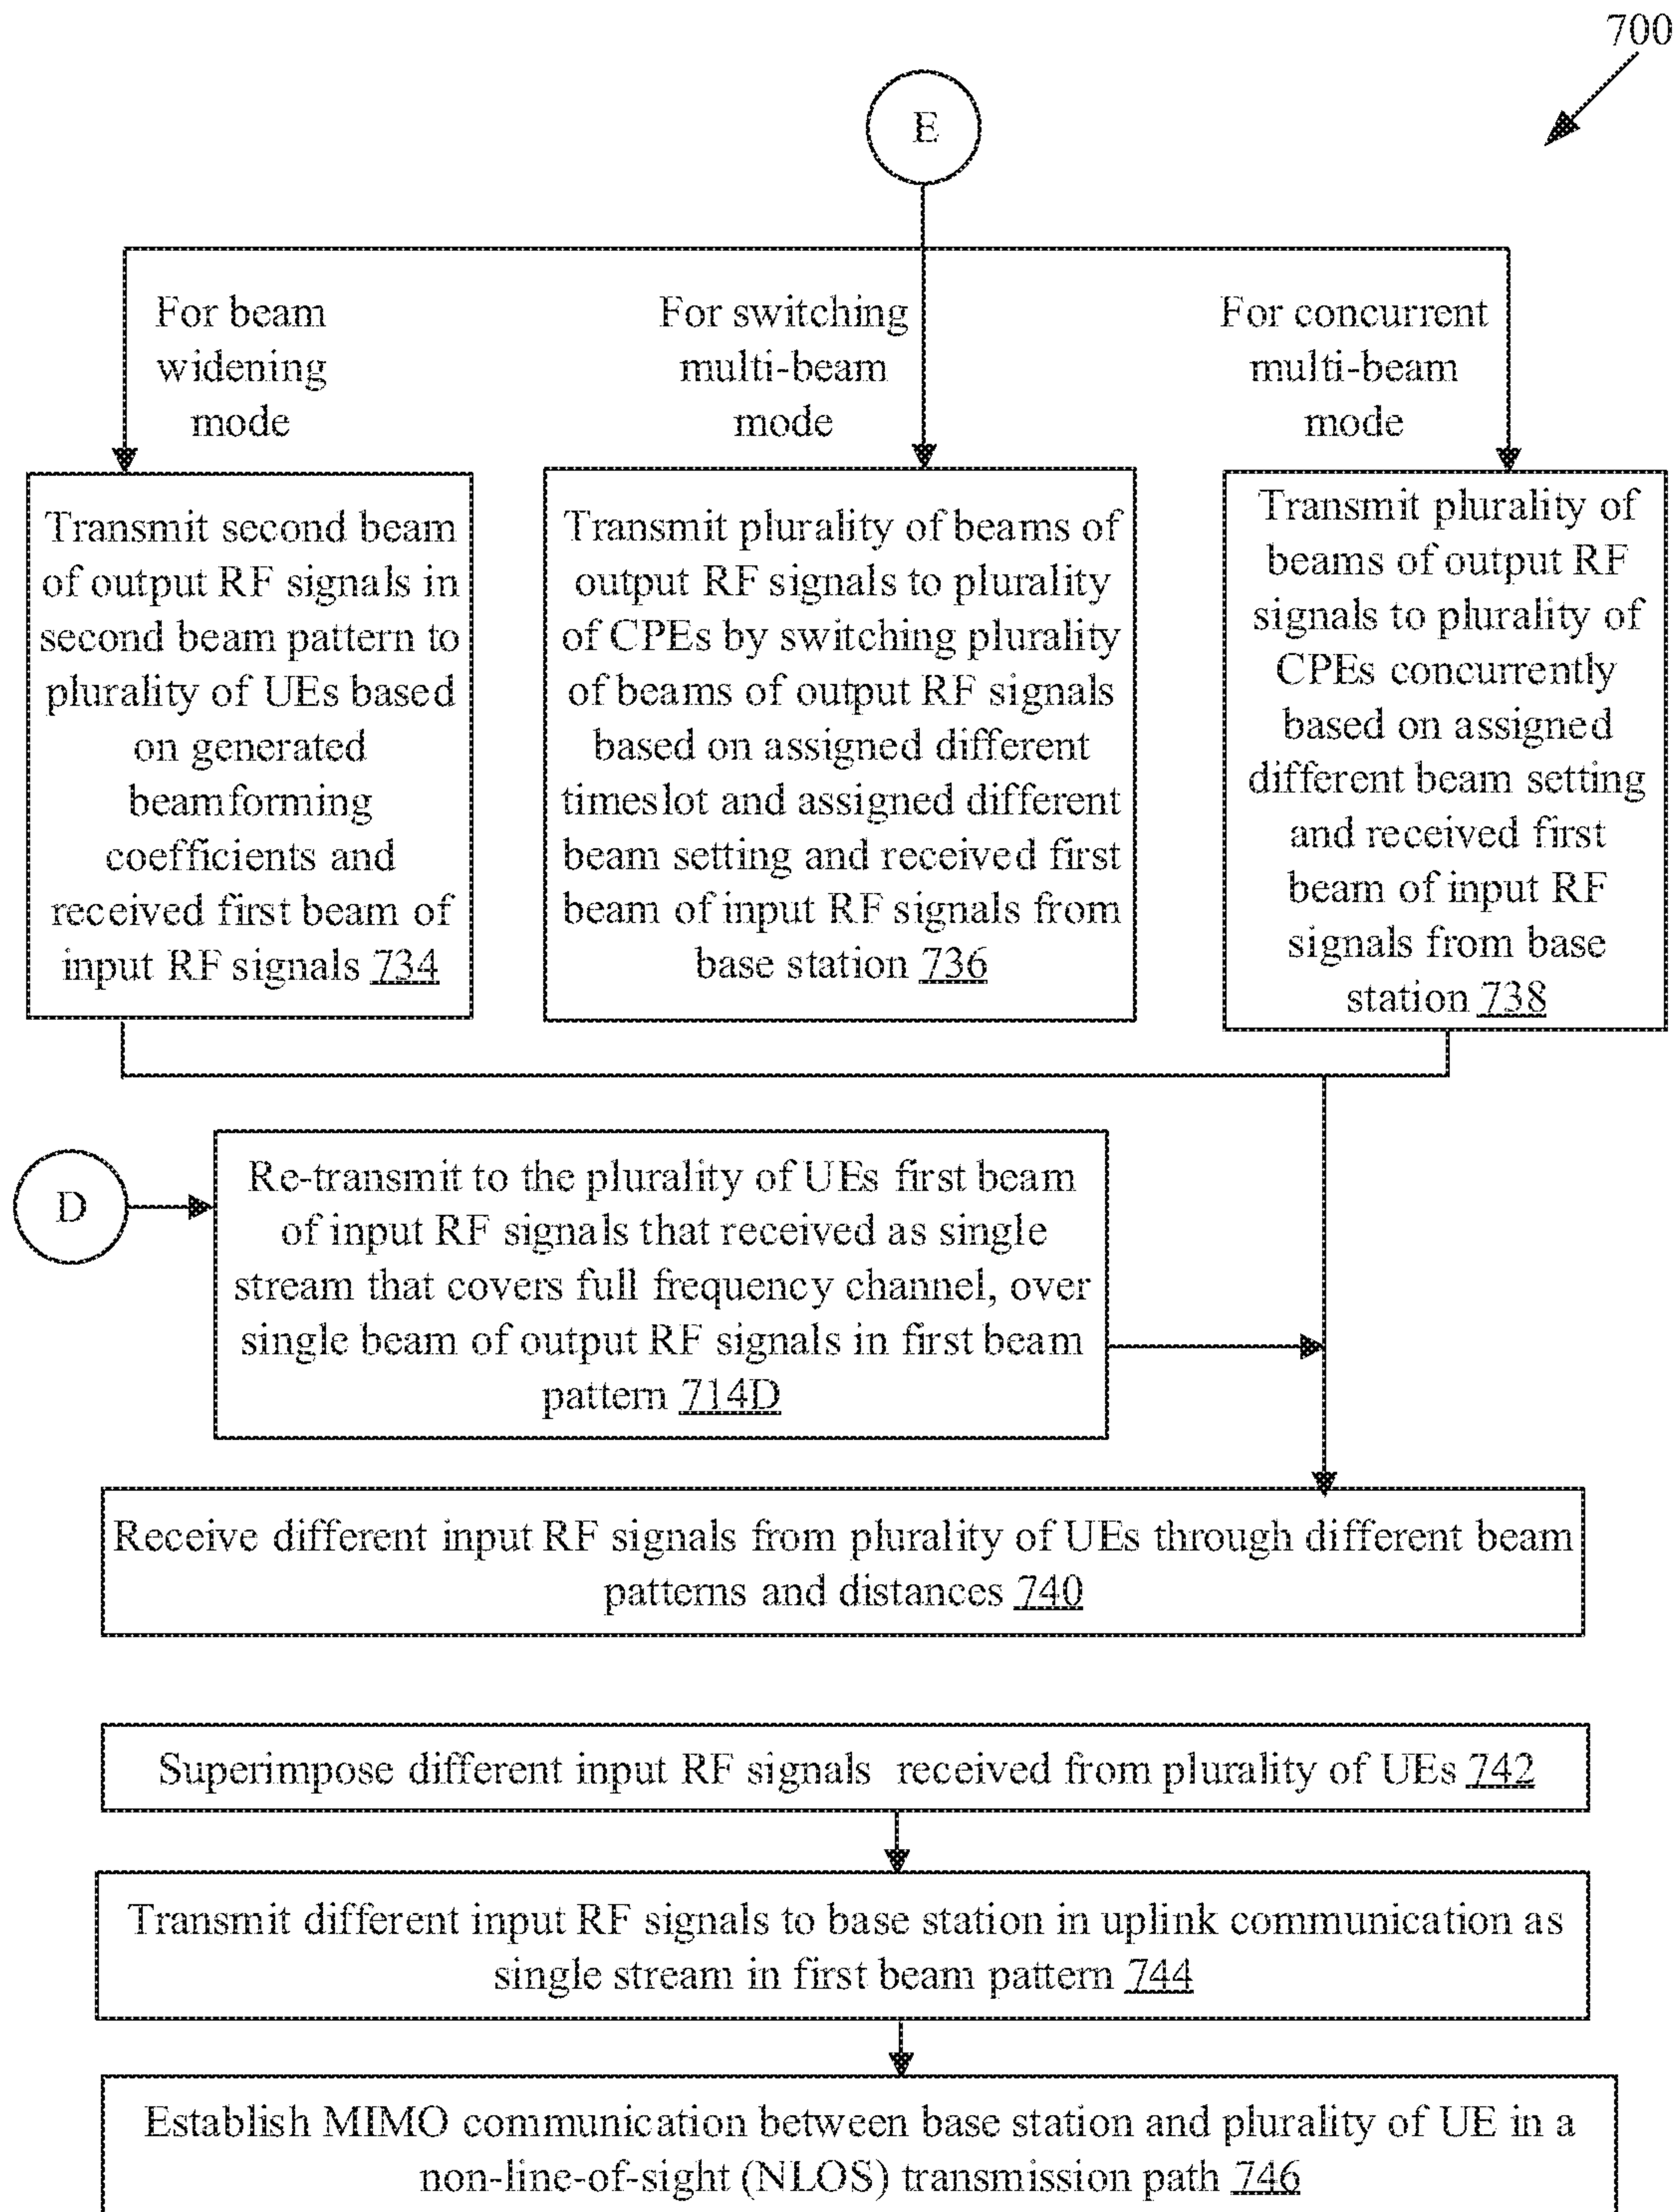 700
E
For beam
widening
mode
For switching
multi-beam
mode
For concurrent
multi-beam
mode
Transmit second beam
of output RF signals in
second beam pattern to
plurality of UEs based
on generated
beamforming
coefficients and
received first beam of
input RF signals 734
Transmit plurality of beams of
output RF signals to plurality
of CPEs by switching plurality
of beams of output RF signals
based on assigned different
timeslot and assigned different
beam setting and received first
beam of input RF signals from
base station 736
Transmit plurality of
beams of output RF
signals to plurality of
CPEs concurrently
based on assigned
different beam setting
and received first
beam of input RF
signals from base
station 738
D
Re-transmit to the plurality of UEs first beam
of input RF signals that received as single
stream that covers full frequency channel, over
single beam of output RF signals in first beam
pattern 714D
Receive different input RF signals from plurality of UEs through different beam
patterns and distances 740
Superimpose different input RF signals received from plurality of UEs 742
Transmit different input RF signals to base station in uplink communication as
single stream in first beam pattern 744
Establish MIMO communication between base station and plurality of UE in a
non-line-of-sight (NLOS) transmission path 746